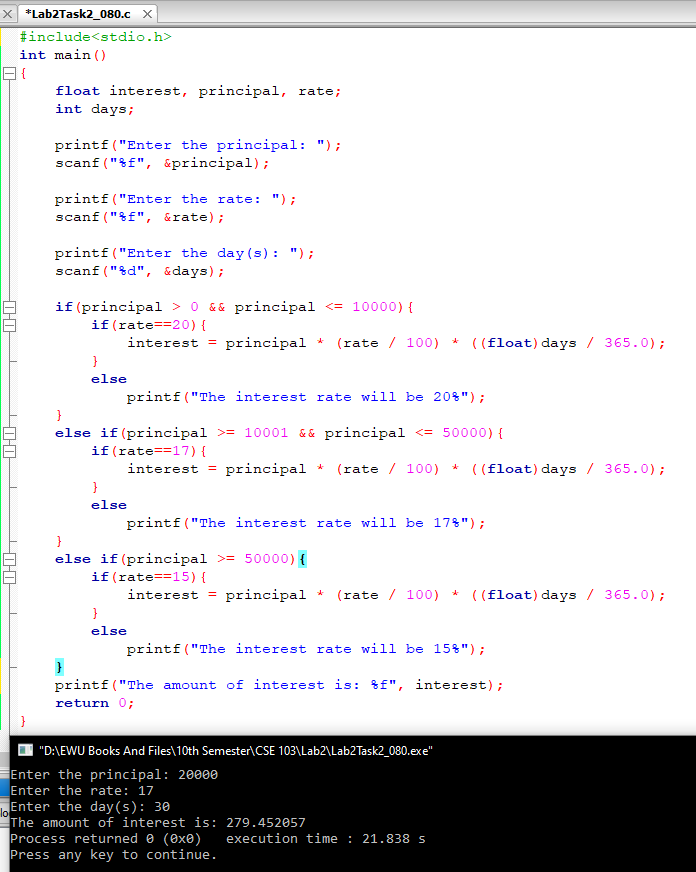 *Lab2Task2_080.c
#include<stdio.h>
int main()
{
float interest, principal, rate;
int days;
printf("Enter the principal: ");
scanf("%f", &principal);
printf("Enter the rate: ");
scanf("%f", &rate);
printf("Enter the day(s): ");
scanf("%d", &days);
if(principal > 0 && principal <= 10000){
if(rate==20){
interest = principal * (rate / 100) * ((float)days / 365.0);
}
else
printf("The interest rate will be 20%");
}
else if(principal >= 10001 && principal <= 50000){
if(rate==17){
interest = principal * (rate / 100) * ((float)days / 365.0);
}
else
printf("The interest rate will be 17%");
}
else if(principal >= 50000){
if(rate==15){
interest = principal * (rate / 100) * ((float)days / 365.0);
}
else
printf("The interest rate will be 15%");
}
printf("The amount of interest is: %f", interest);
return 0;
}
"D:\EWU Books And Files\10th Semester\CSE 103\Lab2\Lab2Task2_080.exe"
Enter the principal: 20000
Enter the rate: 17
Enter the day(s): 30
The amount of interest is: 279.452057
Process returned 0 (0x0)   execution time : 21.838 s
Press any key to continue.